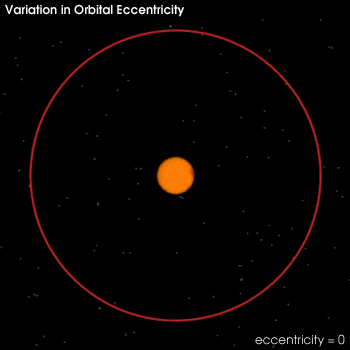 Variation in Orbital Eccentricity
eccentricity = 0